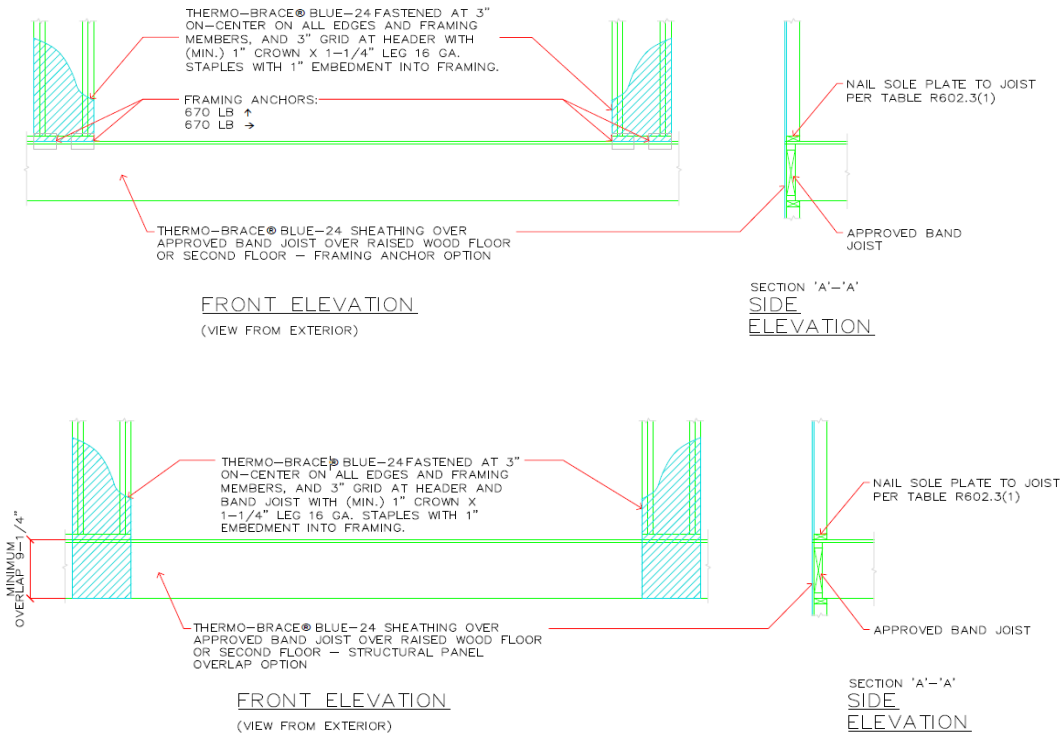 THERMO-BRACE® BLUE-24 FASTENED AT 3"
ON-CENTER ON ALL EDGES AND FRAMING
MEMBERS, AND 3" GRID AT HEADER WITH
(MIN.) 1" CROWN X 1-1/4" LEG 16 GA.
STAPLES WITH 1" EMBEDMENT INTO FRAMING.
FRAMING ANCHORS:
670 LB ↑
670 LB →
NAIL SOLE PLATE TO JOIST
PER TABLE R602.3(1)
THERMO-BRACE® BLUE-24 SHEATHING OVER
APPROVED BAND JOIST OVER RAISED WOOD FLOOR
OR SECOND FLOOR - FRAMING ANCHOR OPTION
APPROVED BAND
JOIST
FRONT ELEVATION
(VIEW FROM EXTERIOR)
SECTION 'A'-'A'
SIDE
ELEVATION
THERMO-BRACE® BLUE-24 FASTENED AT 3"
ON-CENTER ON ALL EDGES AND FRAMING
MEMBERS, AND 3" GRID AT HEADER AND
BAND JOIST WITH (MIN.) 1" CROWN X
1-1/4" LEG 16 GA. STAPLES WITH 1"
EMBEDMENT INTO FRAMING.
NAIL SOLE PLATE TO JOIST
PER TABLE R602.3(1)
MINIMUM
OVERLAP 9-1/4"
THERMO-BRACE® BLUE-24 SHEATHING OVER
APPROVED BAND JOIST OVER RAISED WOOD FLOOR
OR SECOND FLOOR - STRUCTURAL PANEL
OVERLAP OPTION
APPROVED BAND JOIST
FRONT ELEVATION
(VIEW FROM EXTERIOR)
SECTION 'A'-'A'
SIDE
ELEVATION